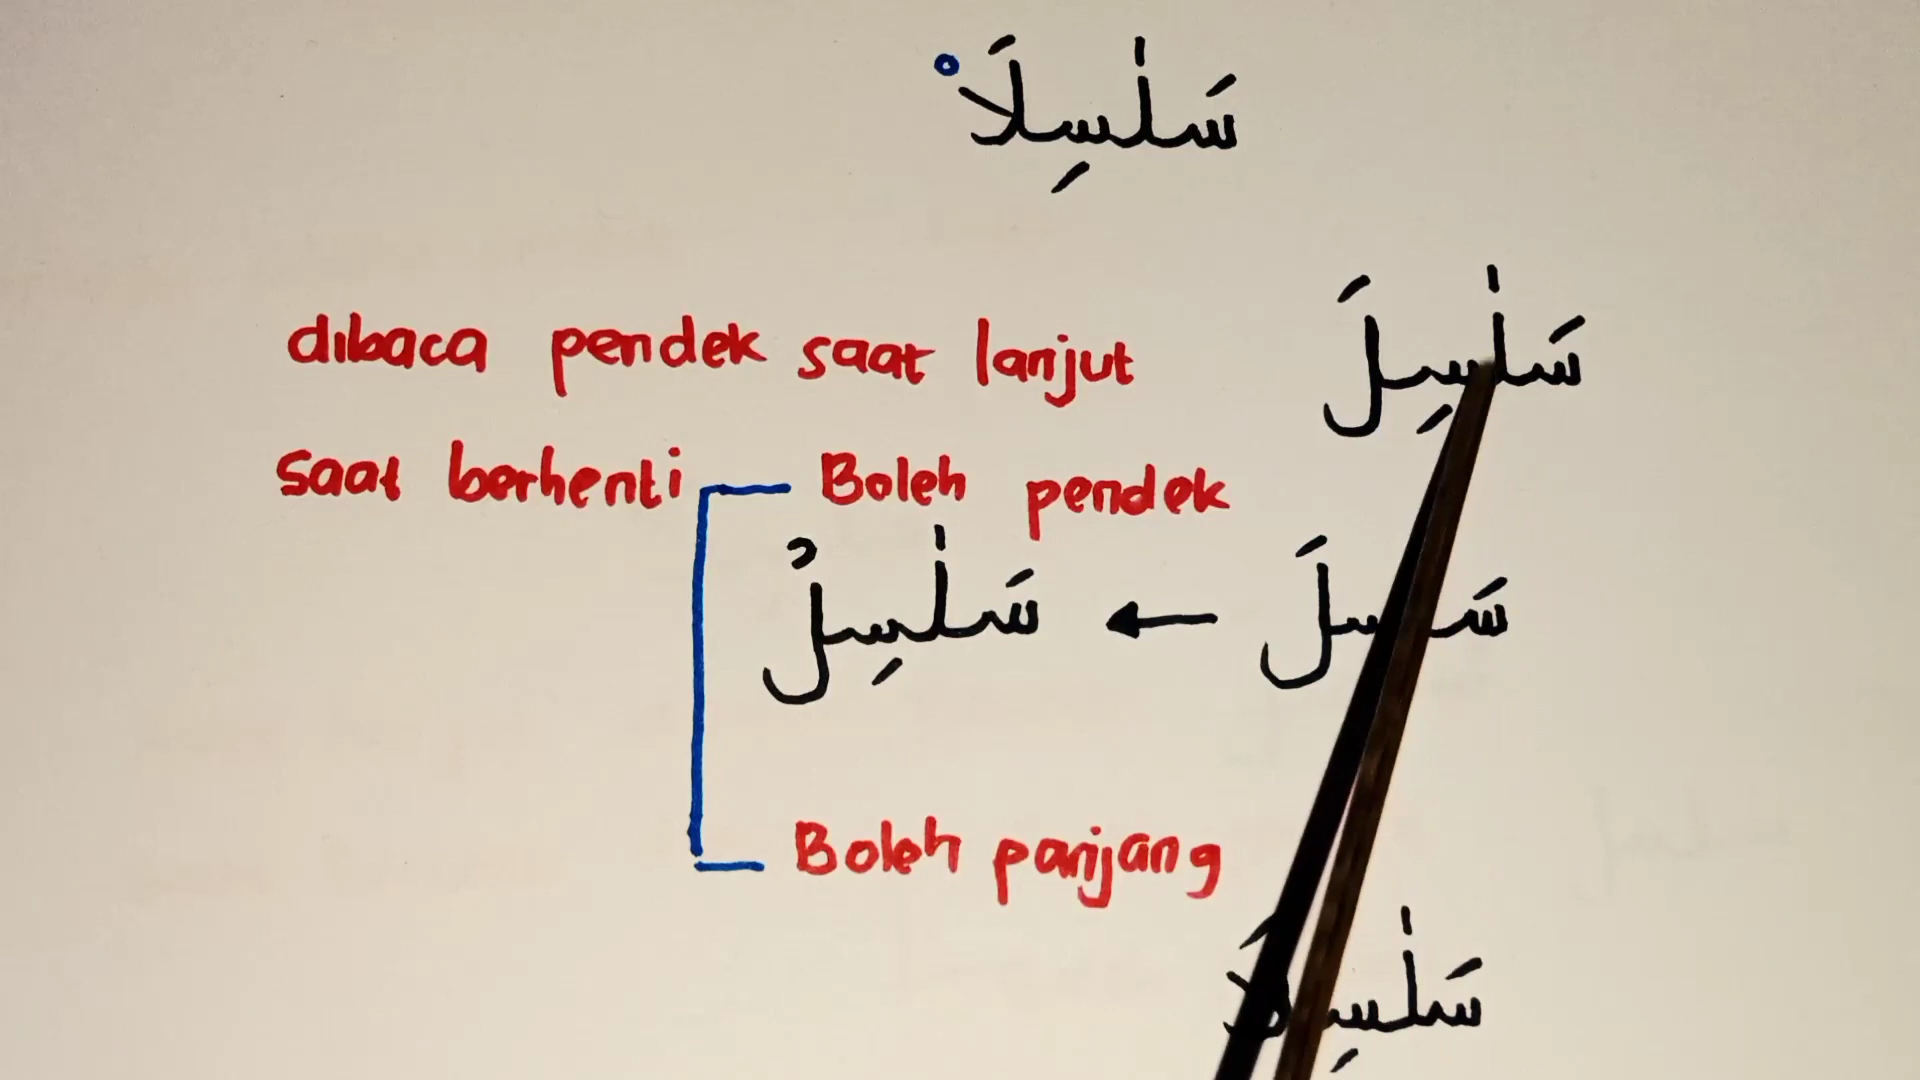 سَلٰسِلَا۠
dibaca pendek saat lanjut سَلٰسِلَ
saat berhenti Boleh pendek
سَلٰسِلْ ← 
Boleh panjang